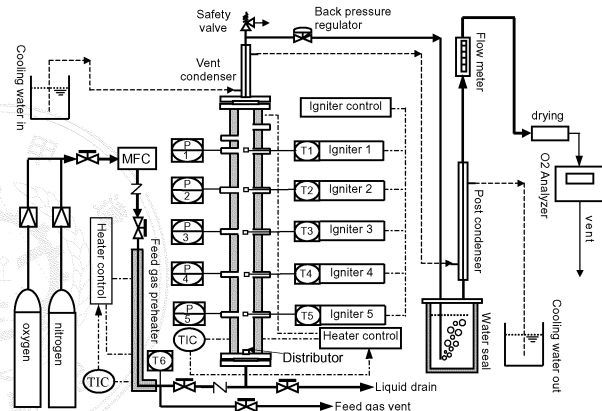 Safety
valve
Back pressure
regulator
Vent
condenser
Cooling water in
Flow meter
drying
O2 Analyzer
vent
Igniter control
MFC
P
1
T1
Igniter 1
P
2
T2
Igniter 2
P
3
T3
Igniter 3
P
4
T4
Igniter 4
P
5
T5
Igniter 5
Heater control
Feed gas preheater
Post condenser
oxygen
nitrogen
TIC
T6
TIC
Heater control
Distributor
Water seal
Cooling water out
Liquid drain
Feed gas vent